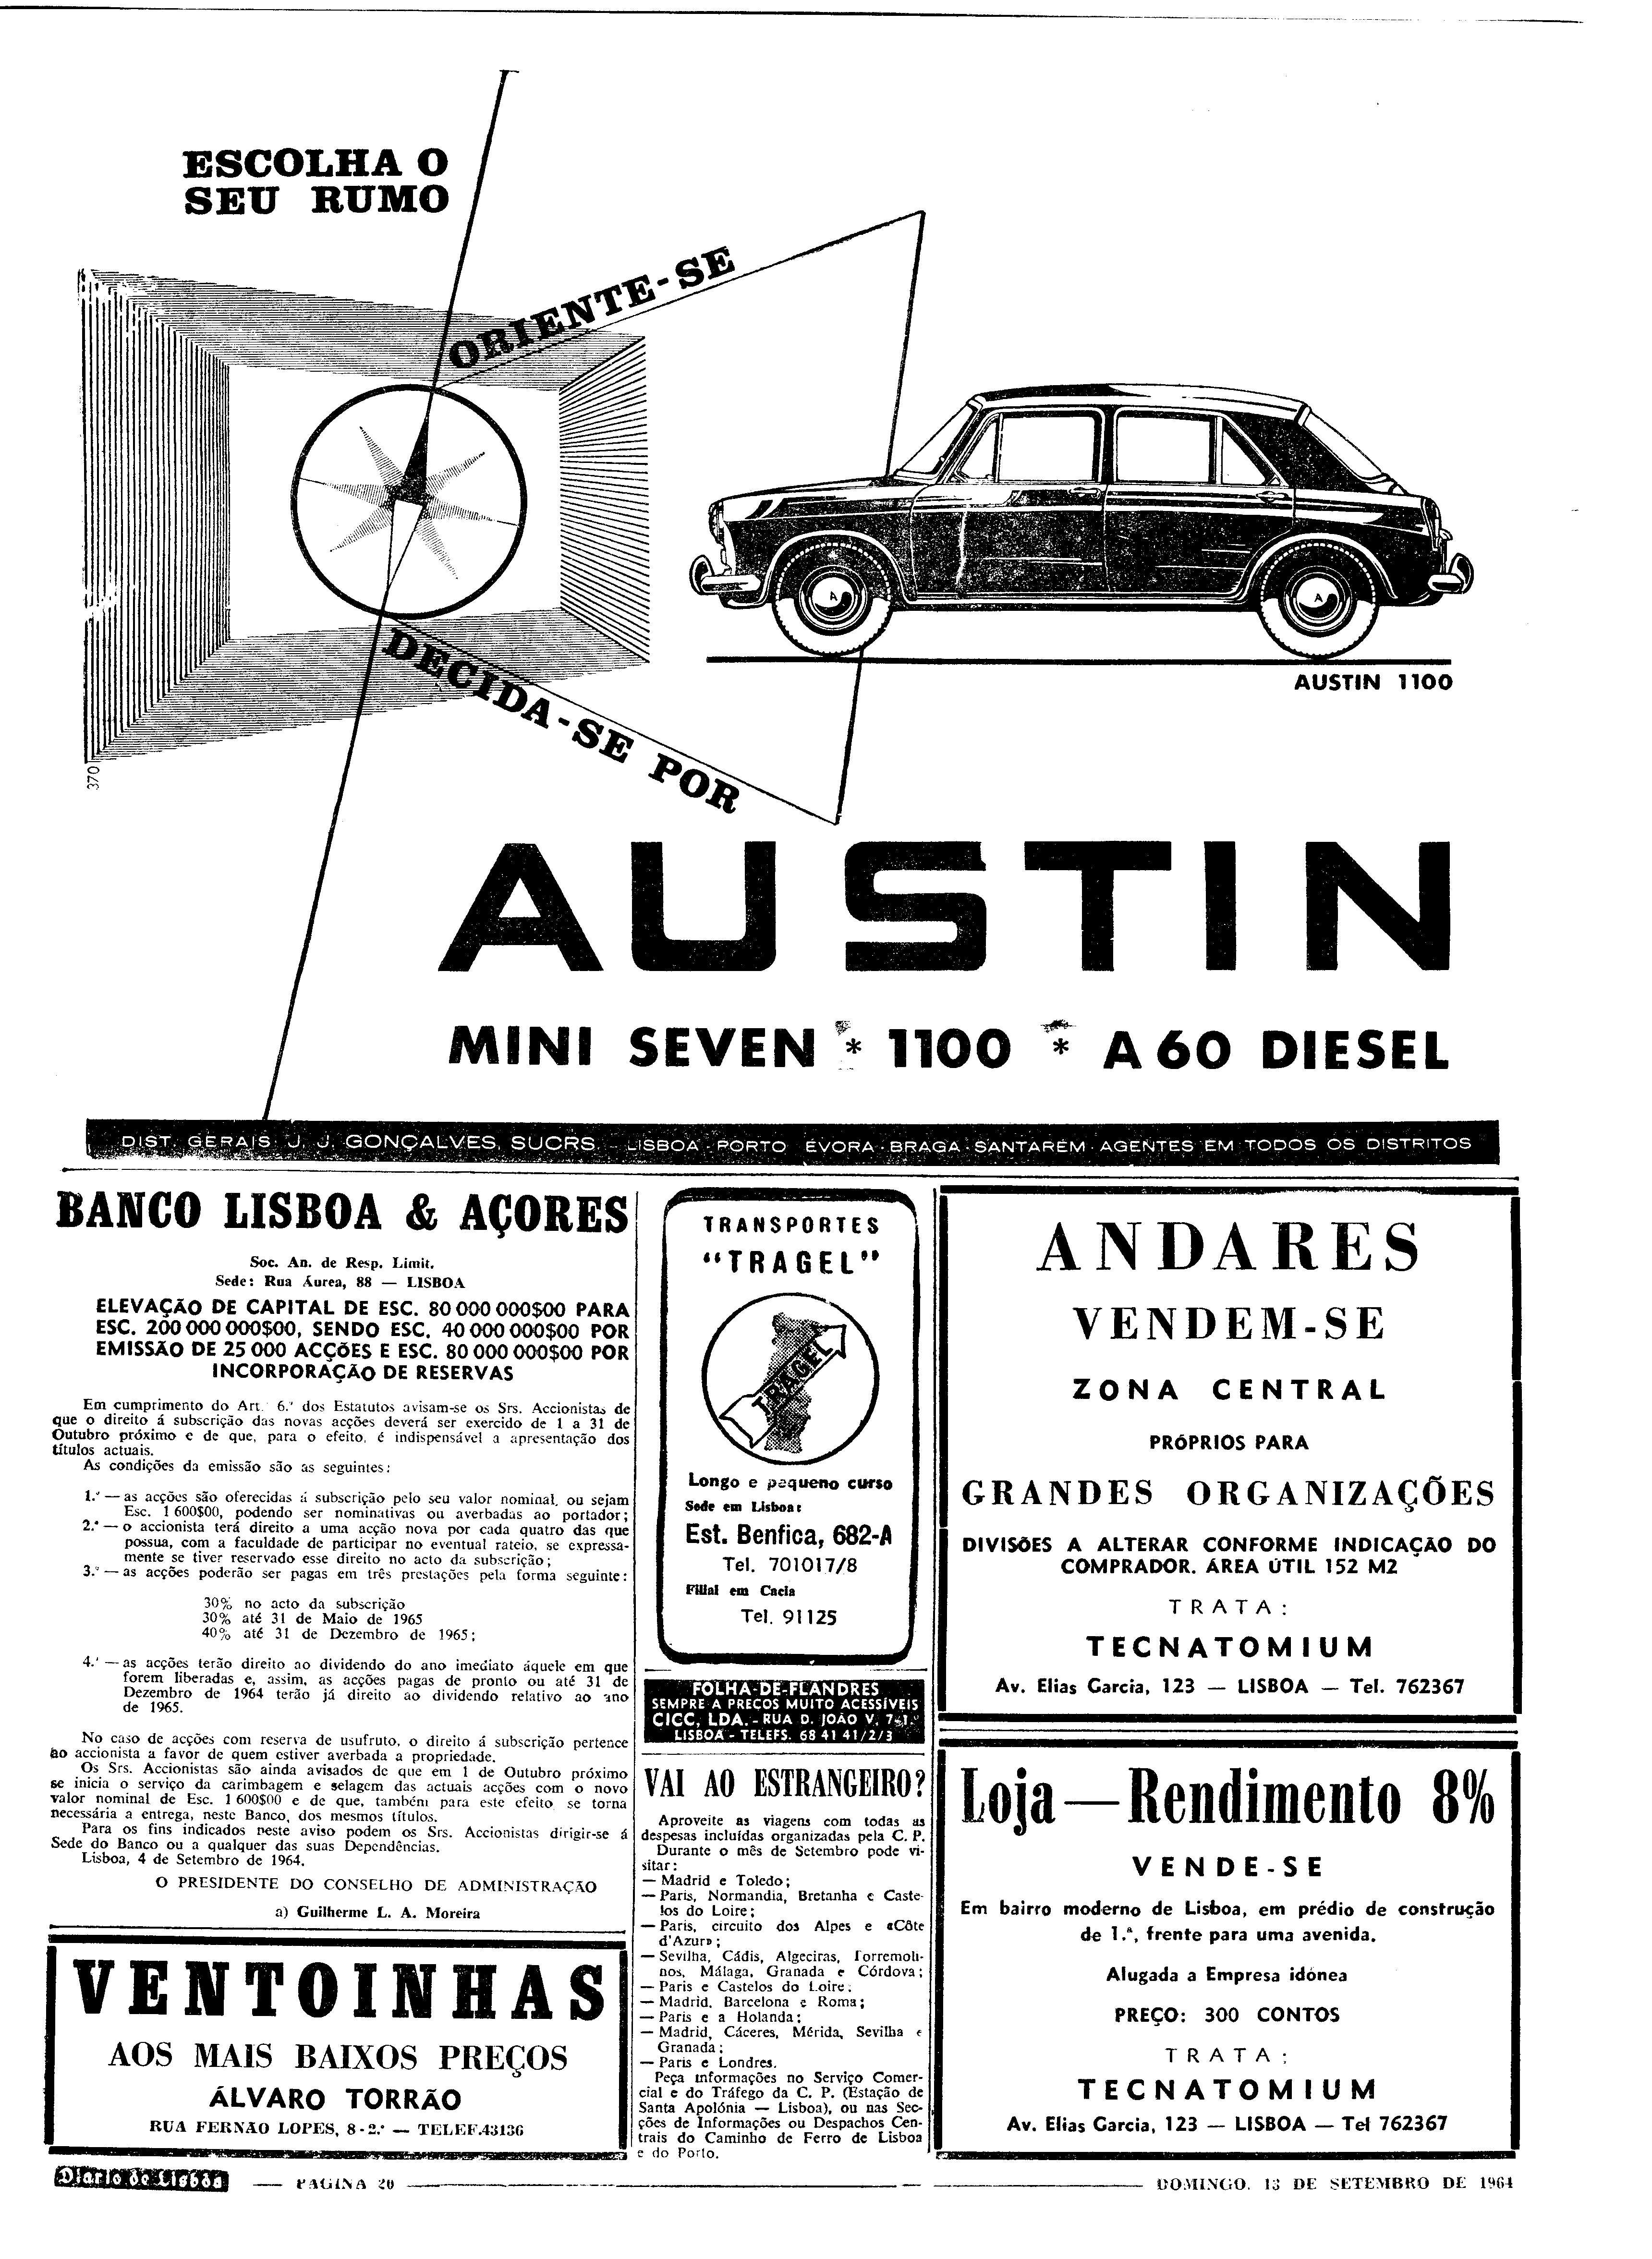 ESCOLHA O
SEU RUMO
ORIENTE-SE
DECIDA-SE POR
370
AUSTIN 1100
AUSTIN
MINI SEVEN * 1100 * A60 DIESEL
DIST. GERAIS J. J. GONÇALVES, SUCRS. - LISBOA · PORTO · ÉVORA · BRAGA · SANTARÉM · AGENTES EM TODOS OS DISTRITOS
BANCO LISBOA & AÇORES
Soc. An. de Resp. Limit.
Sede: Rua Áurea, 88 — LISBOA
ELEVAÇÃO DE CAPITAL DE ESC. 80 000 000$00 PARA
ESC. 200 000 000$00, SENDO ESC. 40 000 000$00 POR
EMISSÃO DE 25 000 ACÇÕES E ESC. 80 000 000$00 POR
INCORPORAÇÃO DE RESERVAS
Em cumprimento do Art. 6.º dos Estatutos avisam-se os Srs. Accionistas de
que o direito á subscrição das novas acções deverá ser exercido de 1 a 31 de
Outubro próximo e de que, para o efeito, é indispensável a apresentação dos
títulos actuais.
As condições da emissão são as seguintes:
1.ª — as acções são oferecidas á subscrição pelo seu valor nominal, ou sejam
Esc. 1 600$00, podendo ser nominativas ou averbadas ao portador;
2.ª — o accionista terá direito a uma acção nova por cada quatro das que
possua, com a faculdade de participar no eventual rateio, se expressa-
mente se tiver reservado esse direito no acto da subscrição;
3.ª — as acções poderão ser pagas em três prestações pela forma seguinte:
30% no acto da subscrição
30% até 31 de Maio de 1965
40% até 31 de Dezembro de 1965;
4.ª — as acções terão direito ao dividendo do ano imediato áquele em que
forem liberadas e, assim, as acções pagas de pronto ou até 31 de
Dezembro de 1964 terão já direito ao dividendo relativo ao ano
de 1965.
No caso de acções com reserva de usufruto, o direito á subscrição pertence
ao accionista a favor de quem estiver averbada a propriedade.
Os Srs. Accionistas são ainda avisados de que em 1 de Outubro próximo
se inicia o serviço da carimbagem e selagem das actuais acções com o novo
valor nominal de Esc. 1 600$00 e de que, também para este efeito se torna
necessária a entrega, neste Banco, dos mesmos títulos.
Para os fins indicados neste aviso podem os Srs. Accionistas dirigir-se á
Sede do Banco ou a qualquer das suas Dependências.
Lisboa, 4 de Setembro de 1964.
O PRESIDENTE DO CONSELHO DE ADMINISTRAÇÃO
a) Guilherme L. A. Moreira
VENTOINHAS
AOS MAIS BAIXOS PREÇOS
ÁLVARO TORRÃO
RUA FERNÃO LOPES, 8-2.º — TELEF.43136
TRANSPORTES
"TRAGEL"
TRAGEL
Longo e pequeno curso
Sede em Lisboa:
Est. Benfica, 682-A
Tel. 701017/8
Filial em Cacia
Tel. 91125
FOLHA-DE-FLANDRES
SEMPRE A PREÇOS MUITO ACESSÍVEIS
CICC, LDA. - RUA D. JOÃO V, 7-1.º
LISBOA - TELEFS. 68 41 41/2/3
VAI AO ESTRANGEIRO?
Aproveite as viagens com todas as
despesas incluídas organizadas pela C. P.
Durante o mês de Setembro pode vi-
sitar:
— Madrid e Toledo;
— Paris, Normandia, Bretanha e Caste-
los do Loire;
— Paris, circuito dos Alpes e «Côte
d'Azur»;
— Sevilha, Cádis, Algeciras, Torremoli-
nos, Málaga, Granada e Córdova;
— Paris e Castelos do Loire;
— Madrid, Barcelona e Roma;
— Paris e a Holanda;
— Madrid, Cáceres, Mérida, Sevilha e
Granada;
— Paris e Londres.
Peça informações no Serviço Comer-
cial e do Tráfego da C. P. (Estação de
Santa Apolónia — Lisboa), ou nas Sec-
ções de Informações ou Despachos Cen-
trais do Caminho de Ferro de Lisboa
e do Porto.
ANDARES
VENDEM-SE
ZONA CENTRAL
PRÓPRIOS PARA
GRANDES ORGANIZAÇÕES
DIVISÕES A ALTERAR CONFORME INDICAÇÃO DO
COMPRADOR. ÁREA ÚTIL 152 M2
TRATA:
TECNATOMIUM
Av. Elias Garcia, 123 — LISBOA — Tel. 762367
Loja — Rendimento 8%
VENDE-SE
Em bairro moderno de Lisboa, em prédio de construção
de 1.ª, frente para uma avenida.
Alugada a Empresa idónea
PREÇO: 300 CONTOS
TRATA:
TECNATOMIUM
Av. Elias Garcia, 123 — LISBOA — Tel 762367
Diario de Lisboa — PAGINA 20 — DOMINGO, 13 DE SETEMBRO DE 1964